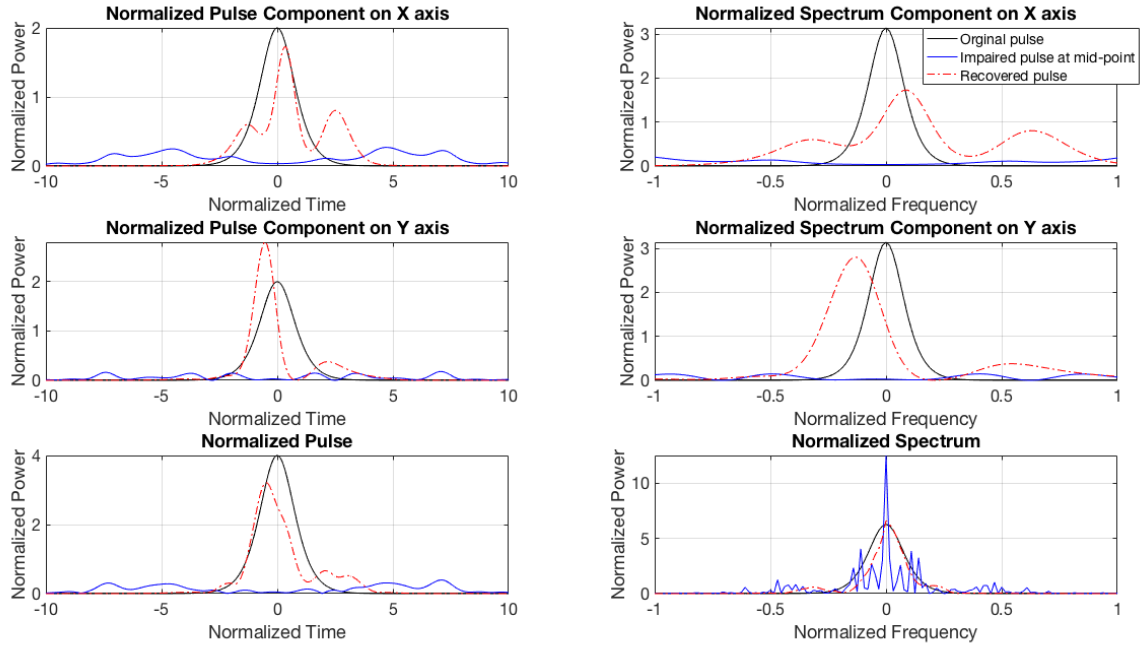 Normalized Pulse Component on X axis
Normalized Power
2
1
0
-10
-5
0
5
10
Normalized Time
Normalized Spectrum Component on X axis
Orginal pulse
Impaired pulse at mid-point
Recovered pulse
Normalized Power
3
2
1
0
-1
-0.5
0
0.5
1
Normalized Frequency
Normalized Pulse Component on Y axis
Normalized Power
2
1
0
-10
-5
0
5
10
Normalized Time
Normalized Spectrum Component on Y axis
Normalized Power
3
2
1
0
-1
-0.5
0
0.5
1
Normalized Frequency
Normalized Pulse
Normalized Power
4
2
0
-10
-5
0
5
10
Normalized Time
Normalized Spectrum
Normalized Power
10
5
0
-1
-0.5
0
0.5
1
Normalized Frequency